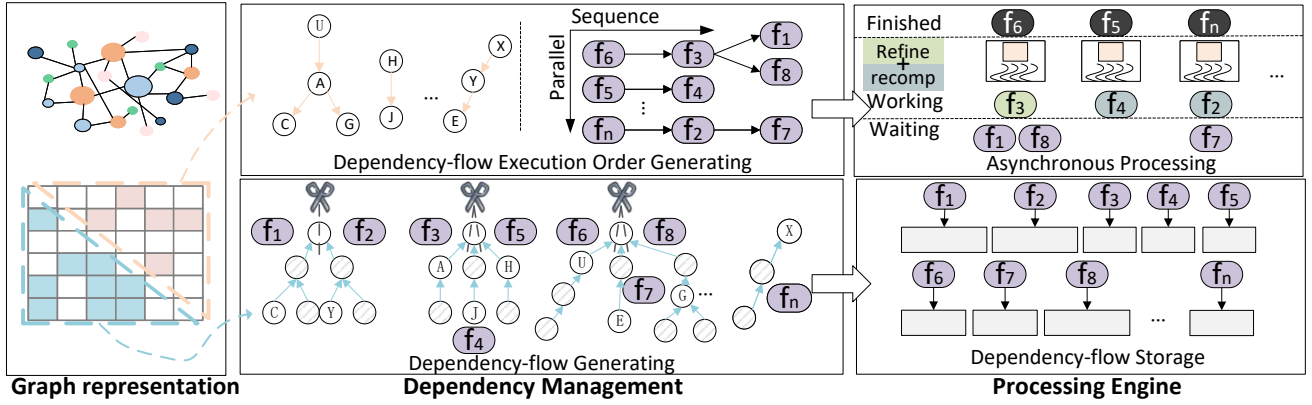 Sequence
Parallel
U
A
C
G
H
J
...
X
Y
E
f6
f3
f1
f8
f5
f4
⋮
fn
f2
f7
Dependency-flow Execution Order Generating
Finished
f6
f5
fn
Refine
+
recomp
...
Working
f3
f4
f2
Waiting
f1
f8
f7
Asynchronous Processing
f1
f2
C
Y
f3
f5
A
H
J
f4
f6
f8
U
f7
G
...
E
X
fn
Dependency-flow Generating
f1
f2
f3
f4
f5
f6
f7
f8
fn
...
Dependency-flow Storage
Graph representation
Dependency Management
Processing Engine